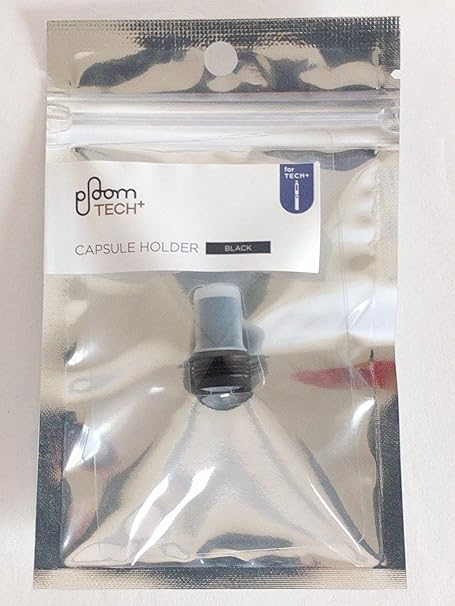 ploom
TECH+
for
TECH+
CAPSULE HOLDER BLACK